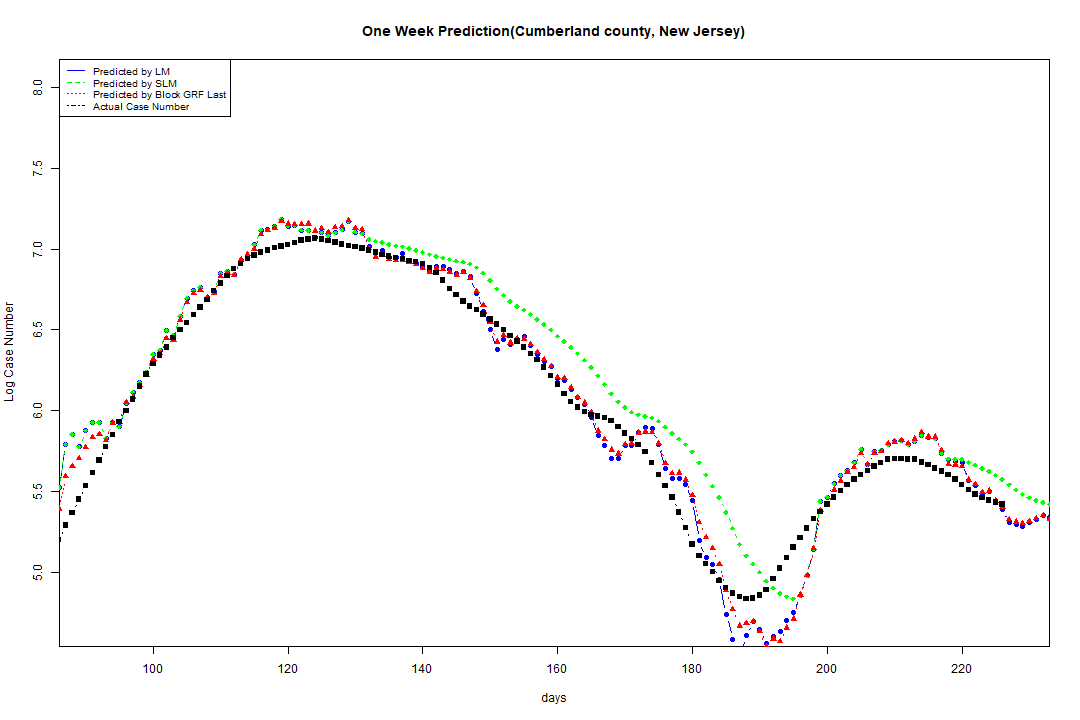 One Week Prediction(Cumberland county, New Jersey)
Predicted by LM
Predicted by SLM
Predicted by Block GRF Last
Actual Case Number
8.0
7.5
7.0
6.5
6.0
5.5
5.0
Log Case Number
100 120 140 160 180 200 220
days